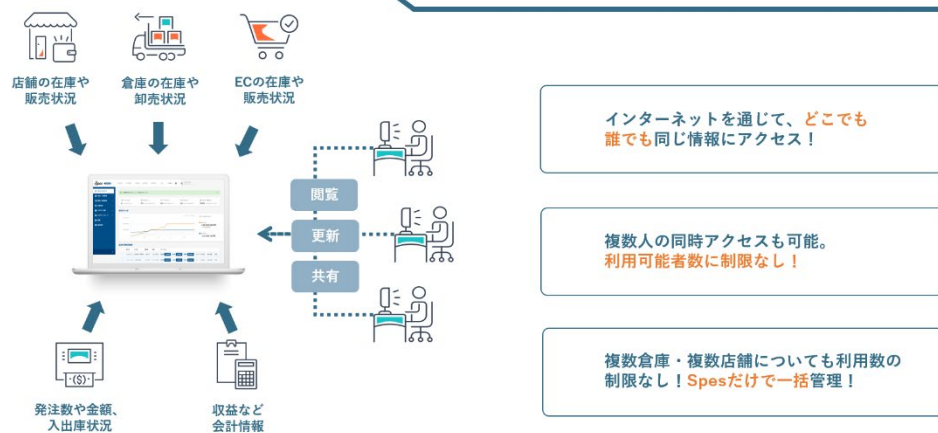 店舗の在庫や
販売状況
倉庫の在庫や
卸売状況
ECの在庫や
販売状況
閲覧
更新
共有
発注数や金額、
入出庫状況
収益など
会計情報
インターネットを通じて、どこでも
誰でも同じ情報にアクセス！
複数人の同時アクセスも可能。
利用可能者数に制限なし！
複数倉庫・複数店舗についても利用数の
制限なし！Spesだけで一括管理！